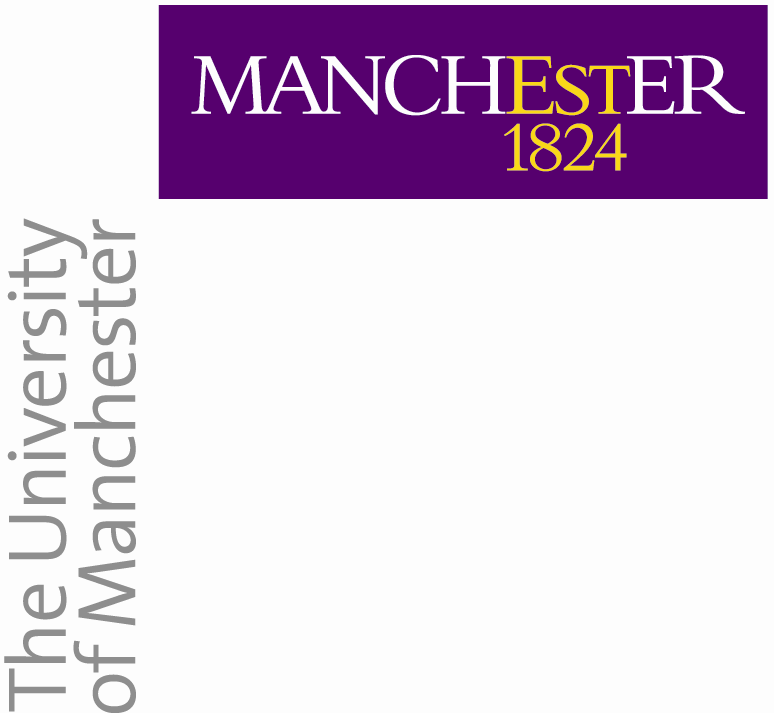 MANCHESTER
1824
The University
of Manchester